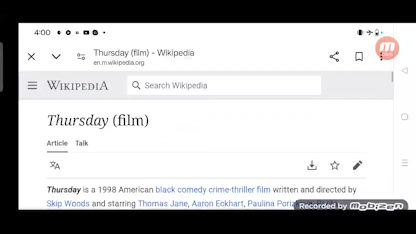 4:00
Thursday (film) - Wikipedia
en.m.wikipedia.org
WIKIPEDIA
Search Wikipedia
Thursday (film)
Article Talk
Thursday is a 1998 American black comedy crime-thriller film written and directed by
Skip Woods and starring Thomas Jane, Aaron Eckhart, Paulina
Recorded by Mobizen